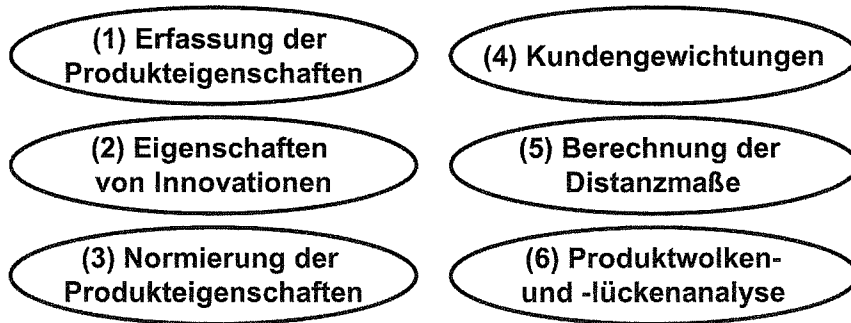 (1) Erfassung der
Produkteigenschaften
(2) Eigenschaften
von Innovationen
(3) Normierung der
Produkteigenschaften
(4) Kundengewichtungen
(5) Berechnung der
Distanzmaße
(6) Produktwolken-
und -lückenanalyse